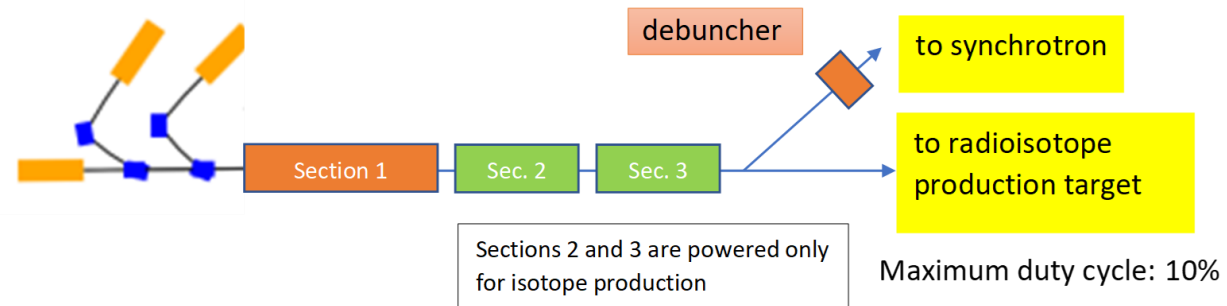 debuncher
to synchrotron
to radioisotope
production target
Section 1
Sec. 2
Sec. 3
Sections 2 and 3 are powered only
for isotope production
Maximum duty cycle: 10%